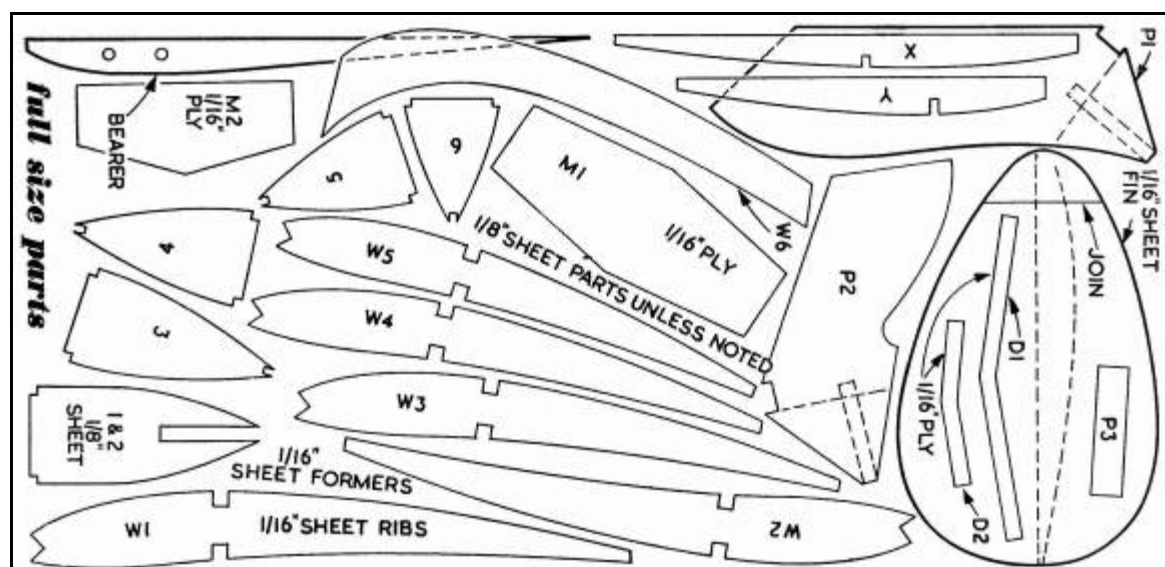 full size parts
BEARER
M2
1/16"
PLY
5
6
4
3
1 & 2
1/8"
SHEET
M1
1/16" PLY
W6
1/8" SHEET PARTS UNLESS NOTED
W5
W4
W3
1/16"
SHEET FORMERS
W1
1/16" SHEET RIBS
W2
X
Y
P1
P2
1/16" SHEET
FIN
JOIN
D1
1/16" PLY
D2
P3